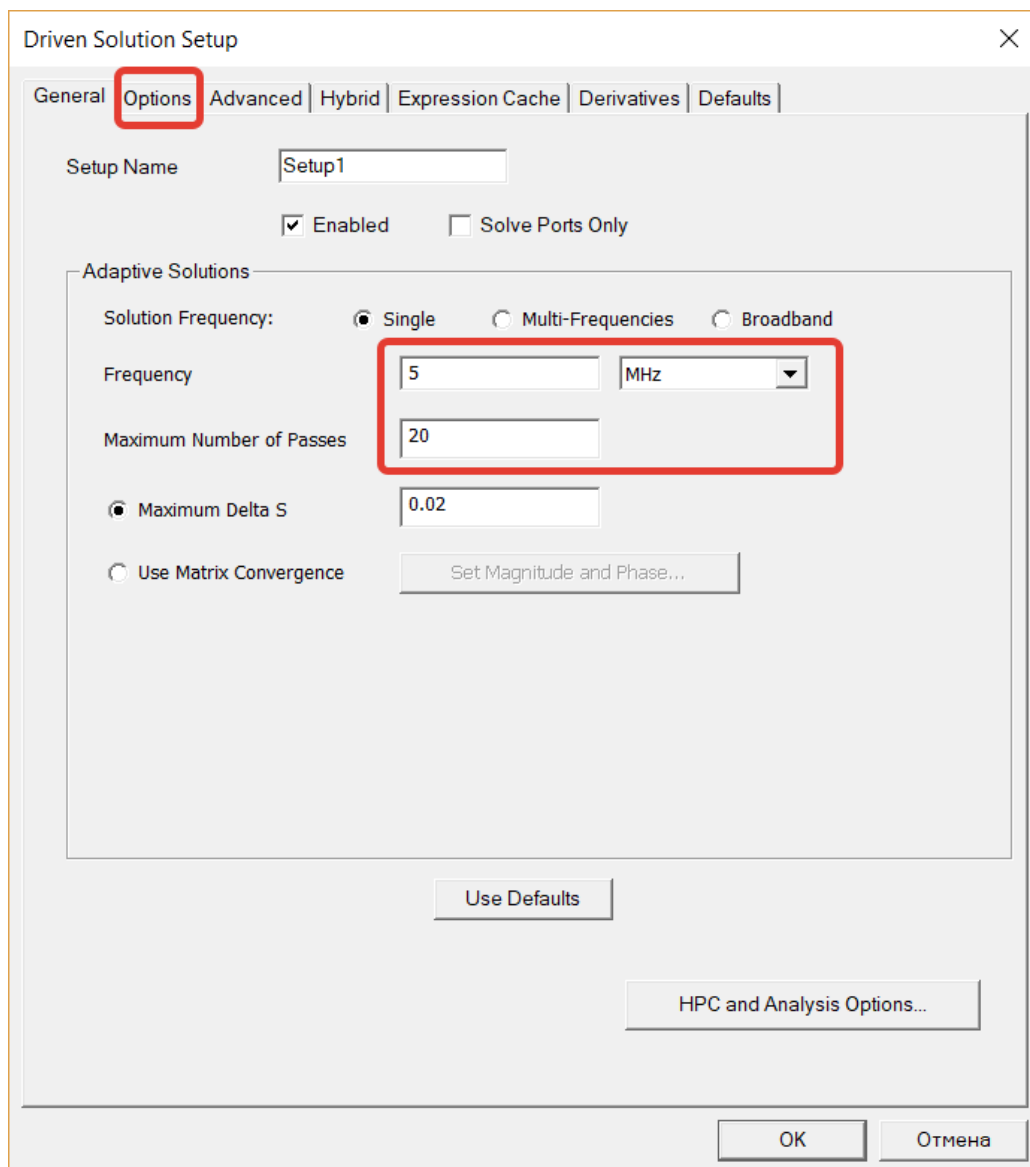 Driven Solution Setup
General Options Advanced Hybrid Expression Cache Derivatives Defaults
Setup Name Setup1
Enabled Solve Ports Only
Adaptive Solutions
Solution Frequency: Single Multi-Frequencies Broadband
Frequency 5 MHz
Maximum Number of Passes 20
Maximum Delta S 0.02
Use Matrix Convergence Set Magnitude and Phase...
Use Defaults
HPC and Analysis Options...
OK Отмена